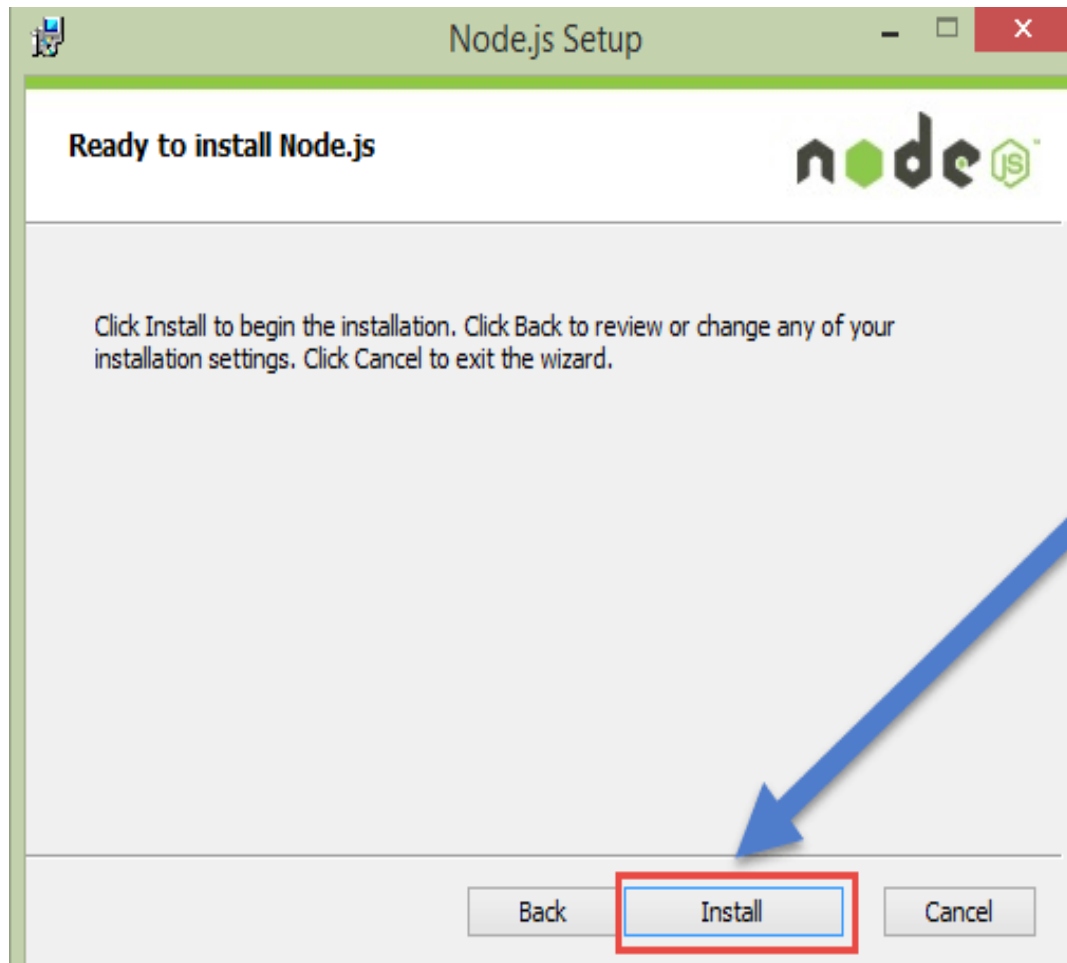 Node.js Setup
Ready to install Node.js
node JS™
Click Install to begin the installation. Click Back to review or change any of your
installation settings. Click Cancel to exit the wizard.
Back Install Cancel